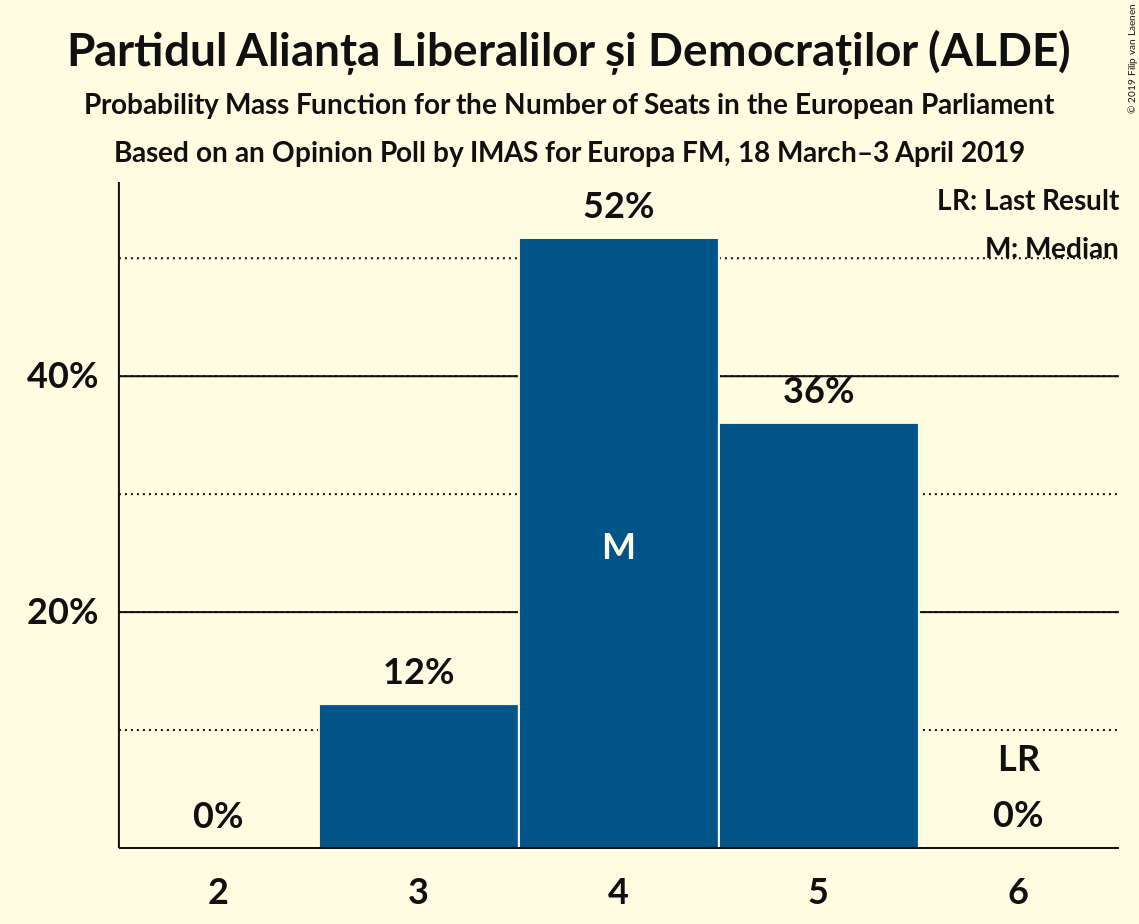 Partidul Alianța Liberalilor și Democraților (ALDE)
Probability Mass Function for the Number of Seats in the European Parliament
Based on an Opinion Poll by IMAS for Europa FM, 18 March–3 April 2019
© 2019 Filip van Laenen
LR: Last Result
M: Median
52%
40%
36%
M
20%
12%
LR
0%
0%
2
3
4
5
6